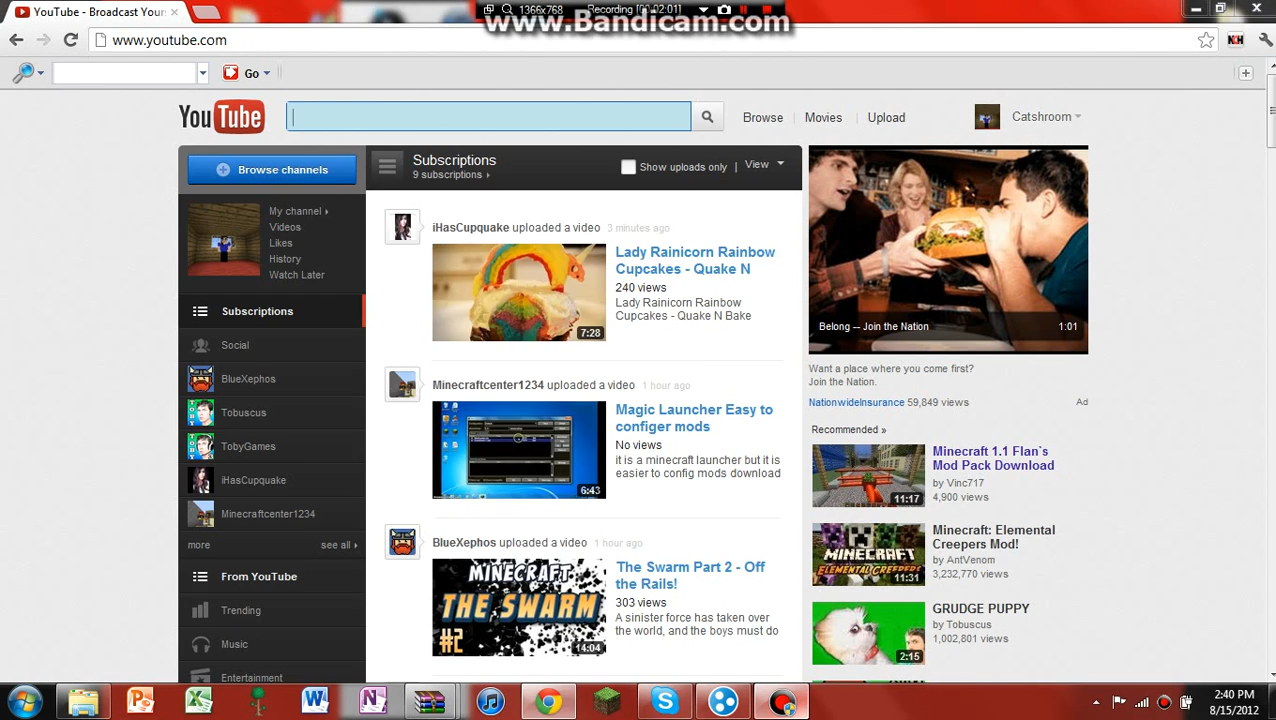 YouTube - Broadcast Your
1366x768
Recording [00:02:01]
www.Bandicam.com
www.youtube.com
Go
YouTube
Browse
Movies
Upload
Catshroom
Browse channels
Subscriptions
9 subscriptions
Show uploads only
|
View
My channel
Videos
Likes
History
Watch Later
Subscriptions
Social
BlueXephos
Tobuscus
TobyGames
iHasCupquake
Minecraftcenter1234
more
see all
From YouTube
Trending
Music
Entertainment
iHasCupquake uploaded a video 3 minutes ago
Lady Rainicorn Rainbow
Cupcakes - Quake N
240 views
Lady Rainicorn Rainbow
Cupcakes - Quake N Bake
7:28
Minecraftcenter1234 uploaded a video 1 hour ago
Magic Launcher Easy to
configer mods
No views
it is a minecraft launcher but it is
easier to config mods download
6:43
BlueXephos uploaded a video 1 hour ago
MINECRAFT
THE SWARM
#2
14:04
The Swarm Part 2 - Off
the Rails!
303 views
A sinister force has taken over
the world, and the boys must do
Belong -- Join the Nation
1:01
Want a place where you come first?
Join the Nation.
NationwideInsurance 59,849 views
Ad
Recommended »
11:17
Minecraft 1.1 Flan`s
Mod Pack Download
by Vinc717
4,900 views
MINECRAFT
ELEMENTAL CREEPERS
11:31
Minecraft: Elemental
Creepers Mod!
by AntVenom
3,232,770 views
2:15
GRUDGE PUPPY
by Tobuscus
1,002,801 views
2:40 PM
8/15/2012